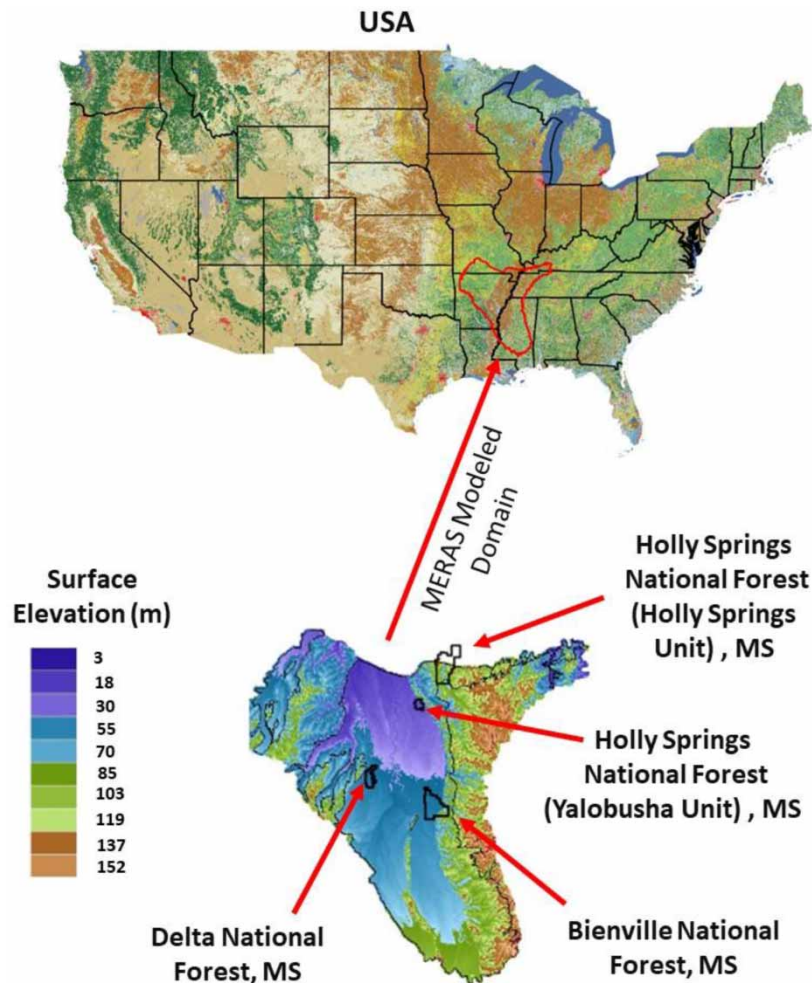 USA
MERAS Modeled
Domain
Surface
Elevation (m)
3
18
30
55
70
85
103
119
137
152
Holly Springs
National Forest
(Holly Springs
Unit) , MS
Holly Springs
National Forest
(Yalobusha Unit) , MS
Delta National
Forest, MS
Bienville National
Forest, MS